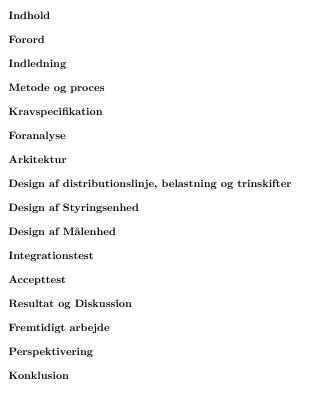 Indhold
Forord
Indledning
Metode og proces
Kravspecifikation
Foranalyse
Arkitektur
Design af distributionslinje, belastning og trinskifter
Design af Styringsenhed
Design af Målenhed
Integrationstest
Accepttest
Resultat og Diskussion
Fremtidigt arbejde
Perspektivering
Konklusion